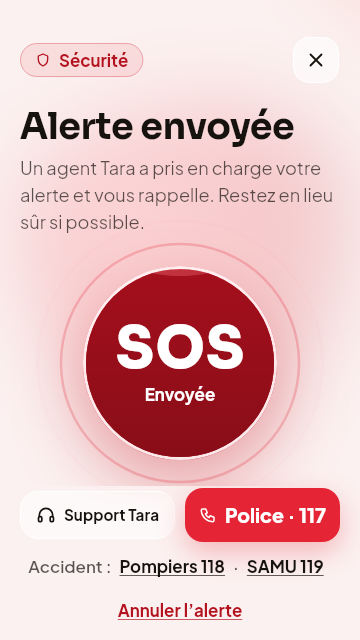 Sécurité
Alerte envoyée
Un agent Tara a pris en charge votre
alerte et vous rappelle. Restez en lieu
sûr si possible.
SOS
Envoyée
Support Tara
Police · 117
Accident : Pompiers 118 · SAMU 119
Annuler l’alerte